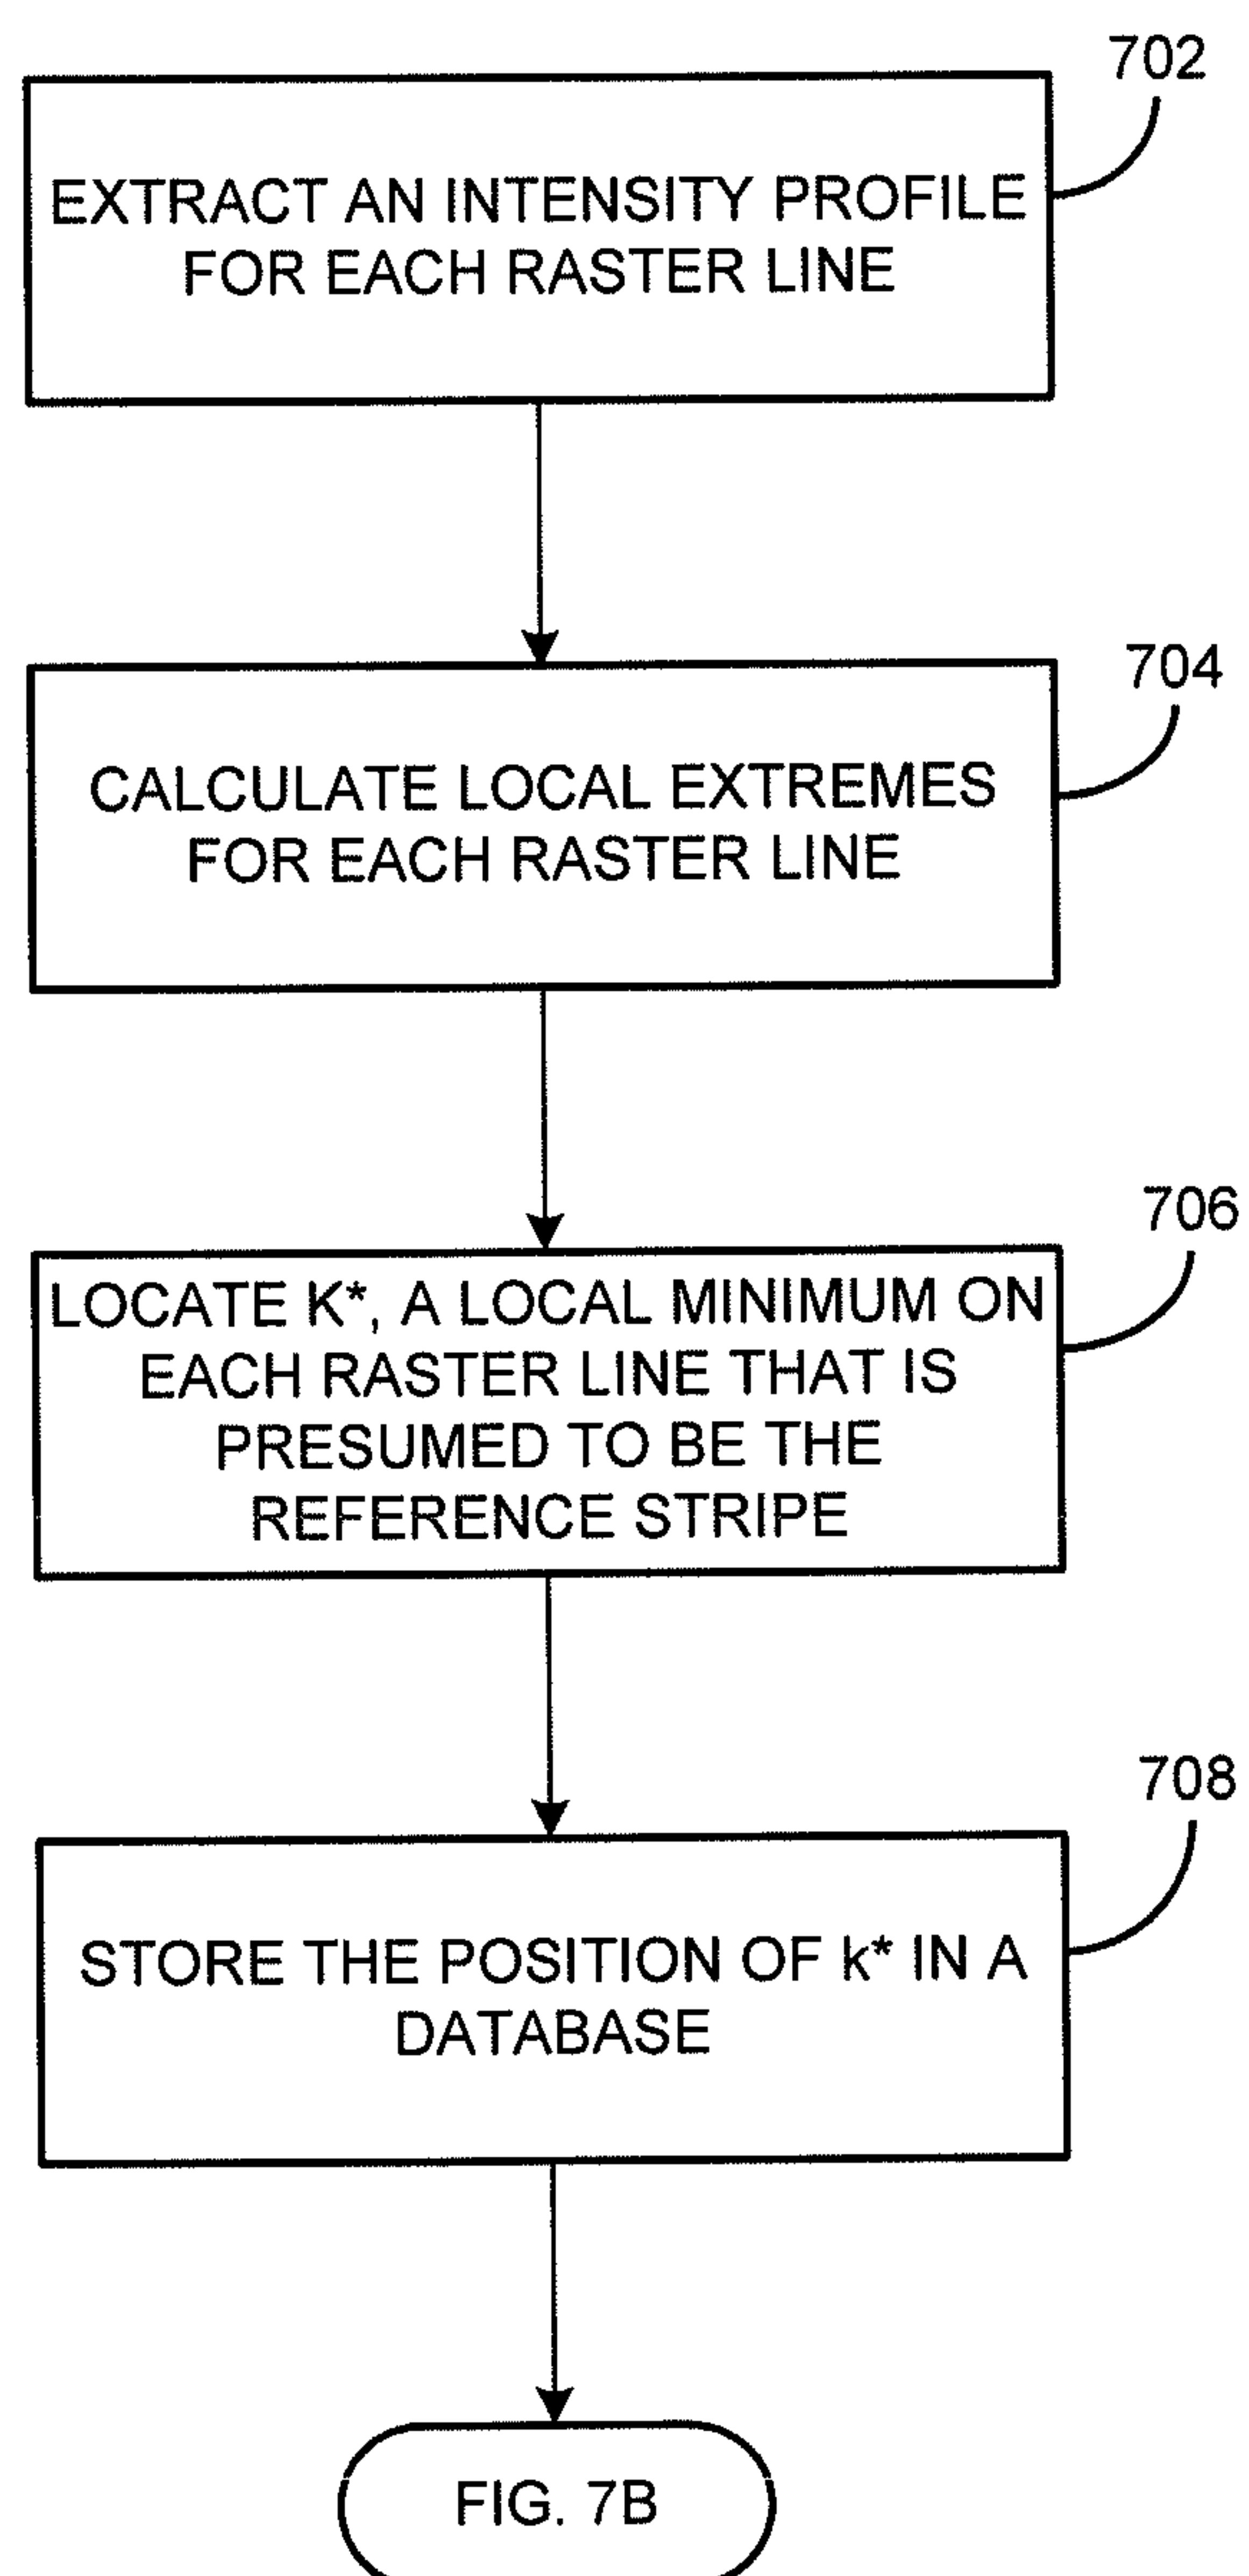 702
EXTRACT AN INTENSITY PROFILE
FOR EACH RASTER LINE
704
CALCULATE LOCAL EXTREMES
FOR EACH RASTER LINE
706
LOCATE K*, A LOCAL MINIMUM ON
EACH RASTER LINE THAT IS
PRESUMED TO BE THE
REFERENCE STRIPE
708
STORE THE POSITION OF k* IN A
DATABASE
FIG. 7B